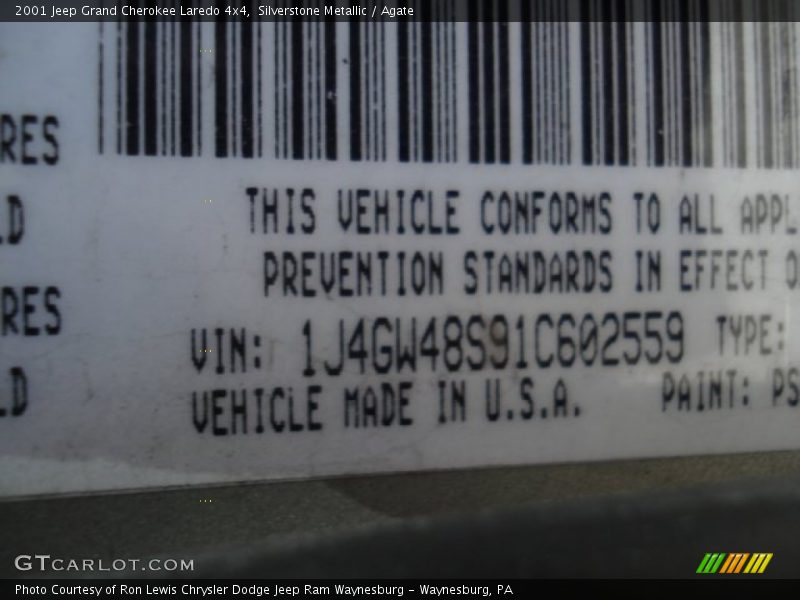 2001 Jeep Grand Cherokee Laredo 4x4,  Silverstone Metallic / Agate
RES
LD
RES
LD
THIS VEHICLE CONFORMS TO ALL APPL
PREVENTION STANDARDS IN EFFECT O
VIN: 1J4GW48S91C602559 TYPE:
VEHICLE MADE IN U.S.A. PAINT: PS
GTCARLOT.COM
Photo Courtesy of Ron Lewis Chrysler Dodge Jeep Ram Waynesburg - Waynesburg, PA